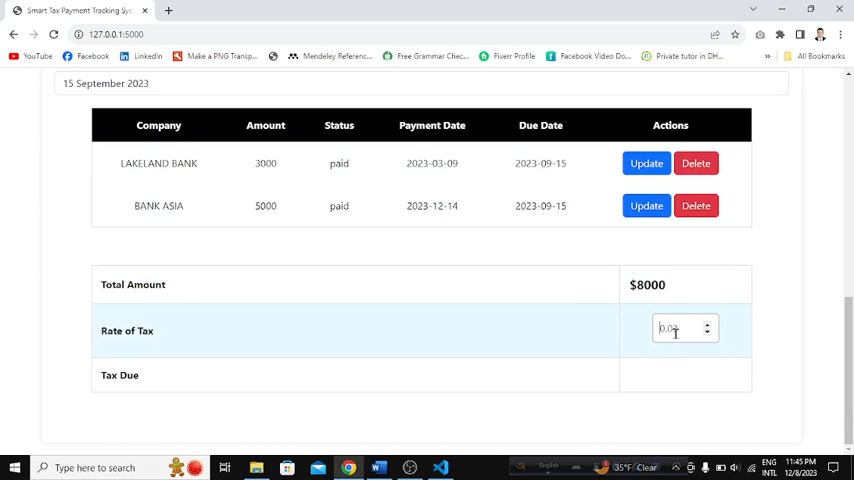 Smart Tax Payment Tracking Sys
127.0.0.1:5000
YouTube
Facebook
LinkedIn
Make a PNG Transp...
Mendeley Referenc...
Free Grammar Chec...
Fiverr Profile
Facebook Video Do...
Private tutor in DH...
»
All Bookmarks
15 September 2023
Company Amount Status Payment Date Due Date Actions
LAKELAND BANK 3000 paid 2023-03-09 2023-09-15 Update Delete
BANK ASIA 5000 paid 2023-12-14 2023-09-15 Update Delete
Total Amount $8000
Rate of Tax
Tax Due
Type here to search
English
35°F Clear
ENG
INTL
11:45 PM
12/8/2023